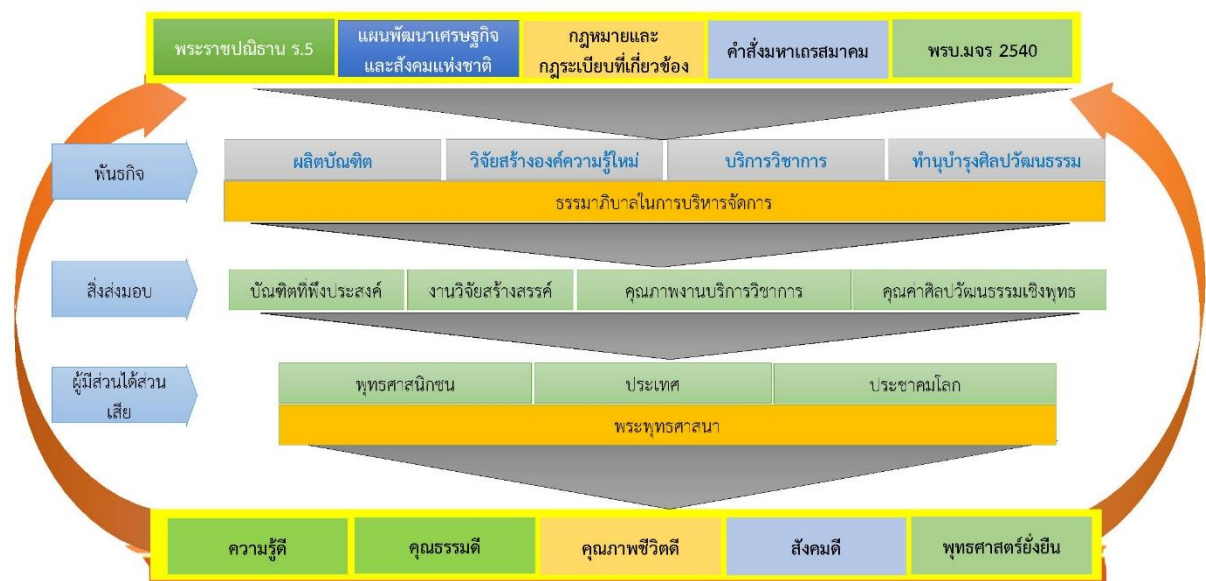 พระราชปณิธาน ร.5
แผนพัฒนาเศรษฐกิจ
และสังคมแห่งชาติ
กฎหมายและ
กฎระเบียบที่เกี่ยวข้อง
คำสั่งมหาเถรสมาคม
พรบ.มจร 2540
พันธกิจ
ผลิตบัณฑิต
วิจัยสร้างองค์ความรู้ใหม่
บริการวิชาการ
ทำนุบำรุงศิลปวัฒนธรรม
ธรรมาภิบาลในการบริหารจัดการ
สิ่งส่งมอบ
บัณฑิตที่พึงประสงค์
งานวิจัยสร้างสรรค์
คุณภาพงานบริการวิชาการ
คุณค่าศิลปวัฒนธรรมเชิงพุทธ
ผู้มีส่วนได้ส่วน
เสีย
พุทธศาสนิกชน
ประเทศ
ประชาคมโลก
พระพุทธศาสนา
ความรู้ดี
คุณธรรมดี
คุณภาพชีวิตดี
สังคมดี
พุทธศาสตร์ยั่งยืน